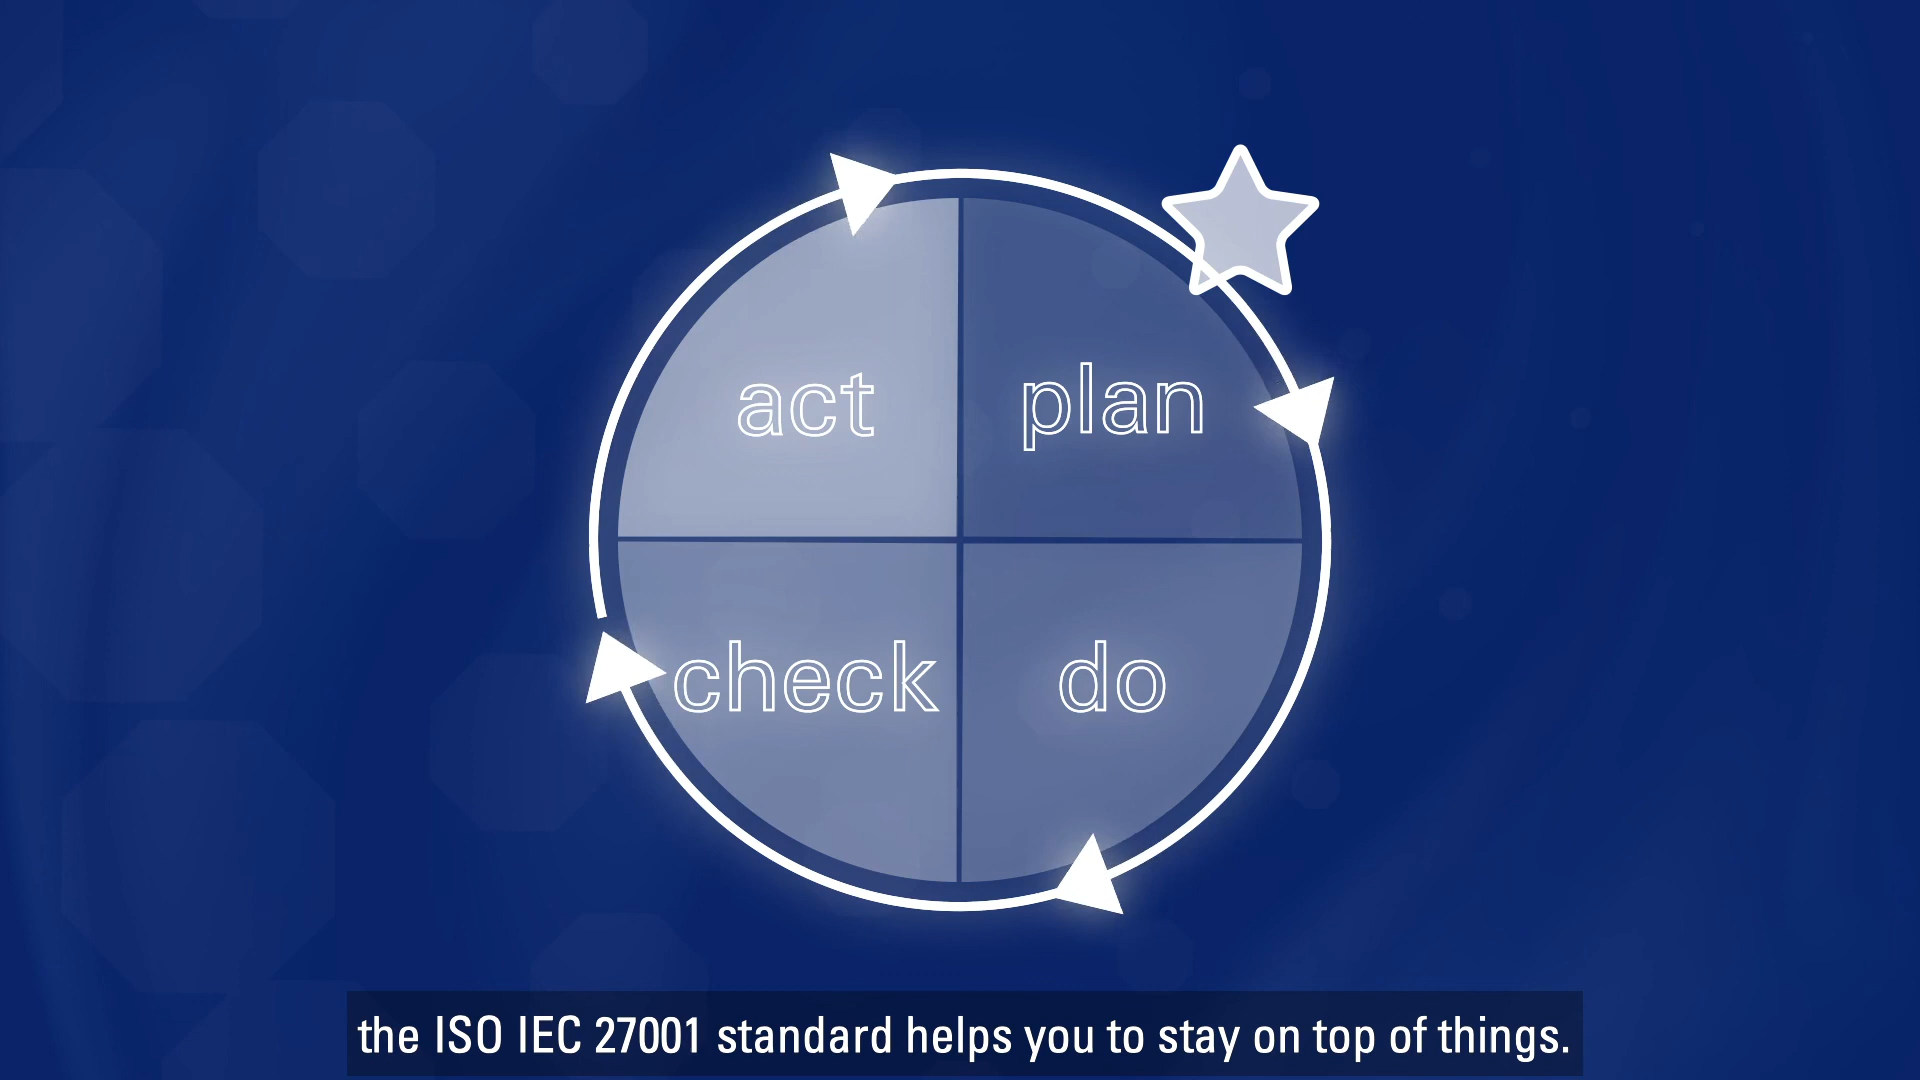 act plan
check do
the ISO IEC 27001 standard helps you to stay on top of things.